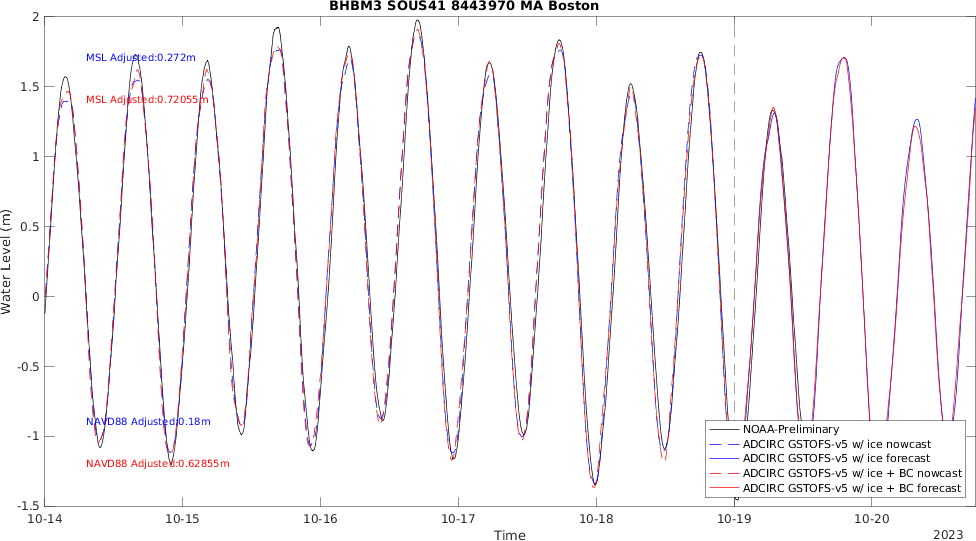 BHBM3 SOUS41 8443970 MA Boston
2
MSL Adjusted:0.272m
1.5
MSL Adjusted:0.72055m
1
0.5
Water Level (m)
0
-0.5
NAVD88 Adjusted:0.18m
-1
NOAA-Preliminary
ADCIRC GSTOFS-v5 w/ ice nowcast
ADCIRC GSTOFS-v5 w/ ice forecast
NAVD88 Adjusted:0.62855m
ADCIRC GSTOFS-v5 w/ ice + BC nowcast
ADCIRC GSTOFS-v5 w/ ice + BC forecast
-1.5
10-14 10-15 10-16 10-17 10-18 10-19 10-20
Time
2023